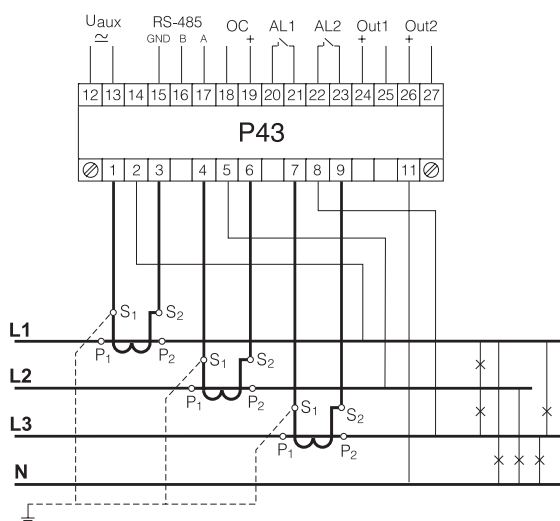 Uaux RS-485 OC AL1 AL2 Out1 Out2
≃ GND B A + + +
12 13 14 15 16 17 18 19 20 21 22 23 24 25 26 27
P43
1 2 3 4 5 6 7 8 9 11
S1 S2
L1
P1 P2
S1 S2
L2
P1 P2
S1 S2
L3
P1 P2
N